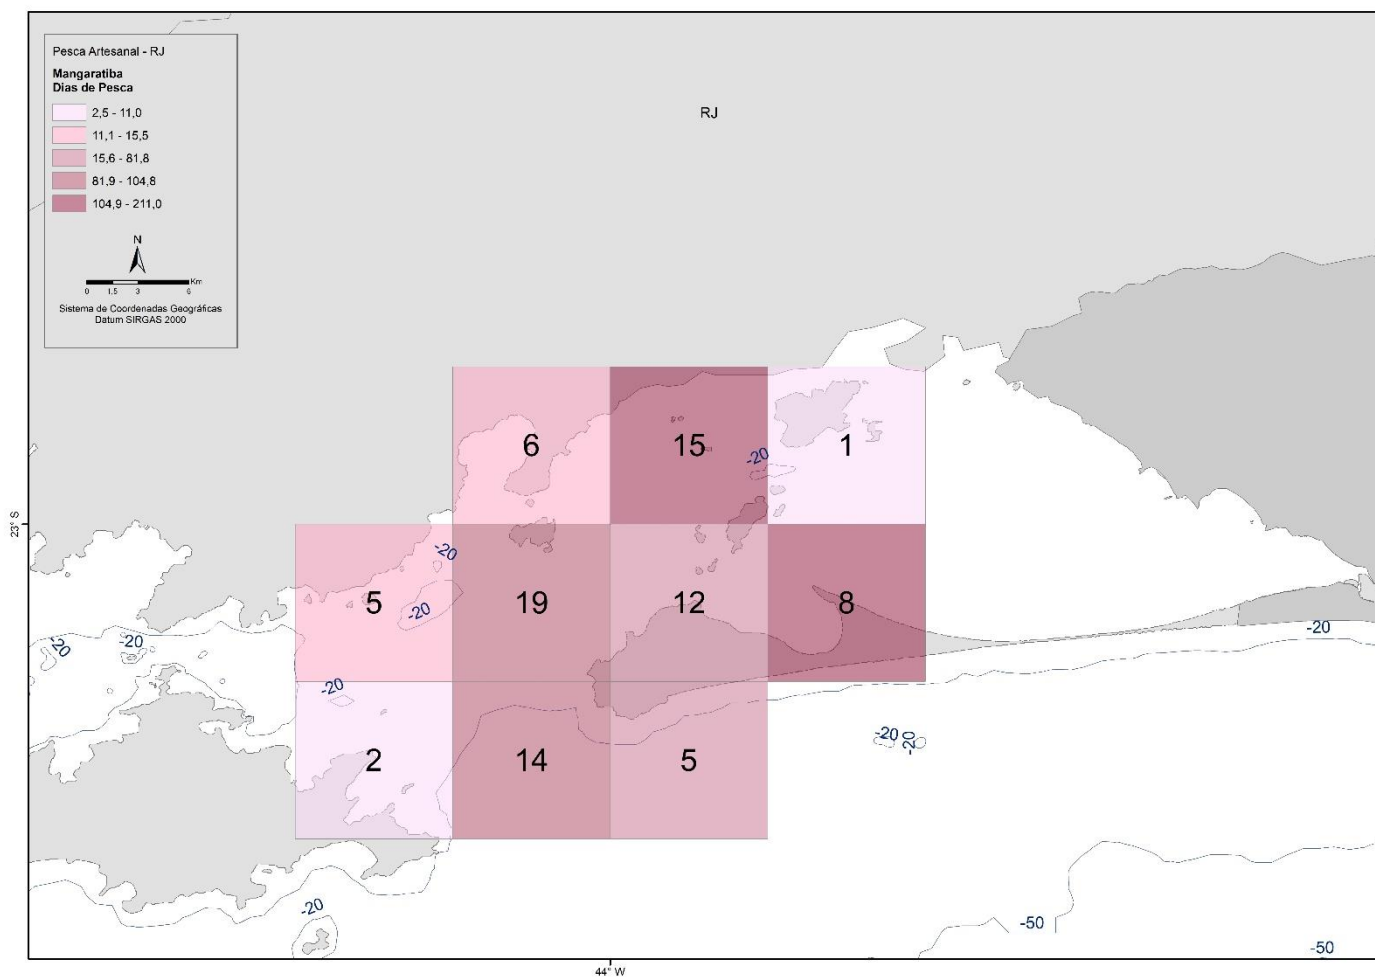 Pesca Artesanal - RJ
Mangaratiba
Dias de Pesca
2,5 - 11,0
11,1 - 15,5
15,6 - 81,8
81,9 - 104,8
104,9 - 211,0
N
Km
0 1,5 3 6
Sistema de Coordenadas Geográficas
Datum SIRGAS 2000
RJ
6 15 1
-20
23° S
-20
5 19 12 8
-20
-20 -20 -20
-20
2 14 5
-20 -20
-20
-50
-50
44° W